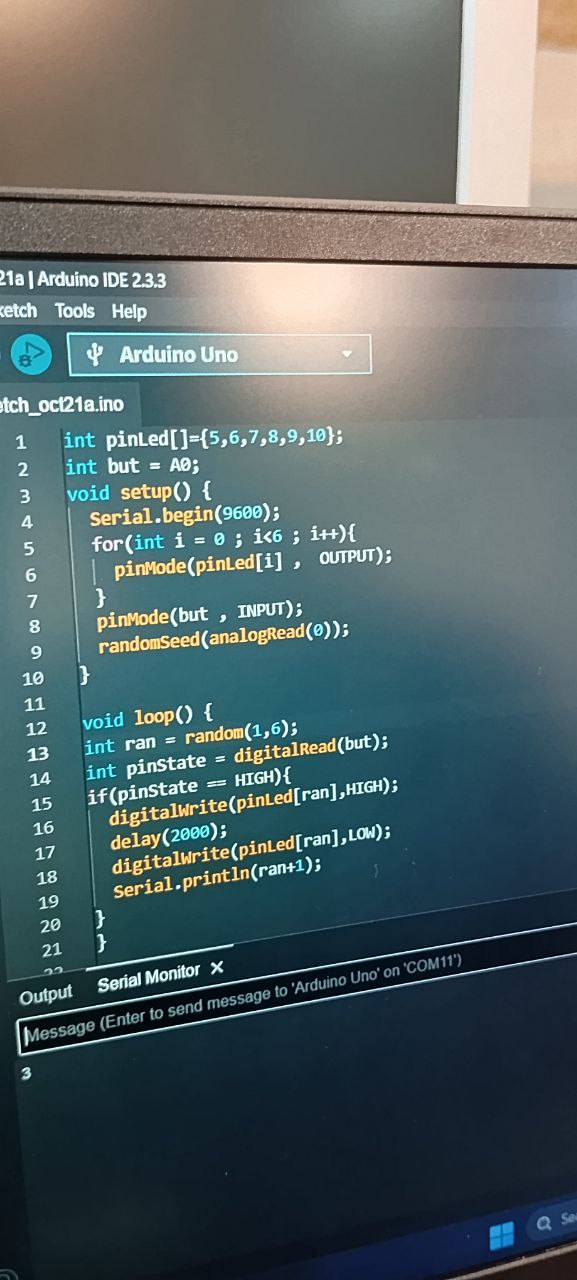 21a | Arduino IDE 2.3.3
ketch Tools Help
Arduino Uno
etch_oct21a.ino
1 int pinLed[]={5,6,7,8,9,10};
2 int but = A0;
3 void setup() {
4 Serial.begin(9600);
5 for(int i = 0 ; i<6 ; i++){
6 pinMode(pinLed[i] , OUTPUT);
7 }
8 pinMode(but , INPUT);
9 randomSeed(analogRead(0));
10 }
11
12 void loop() {
13 int ran = random(1,6);
14 int pinState = digitalRead(but);
15 if(pinState == HIGH){
16 digitalWrite(pinLed[ran],HIGH);
17 delay(2000);
18 digitalWrite(pinLed[ran],LOW);
19 Serial.println(ran+1);
20 }
21 }
22
Output Serial Monitor ×
Message (Enter to send message to 'Arduino Uno' on 'COM11')
3
Se